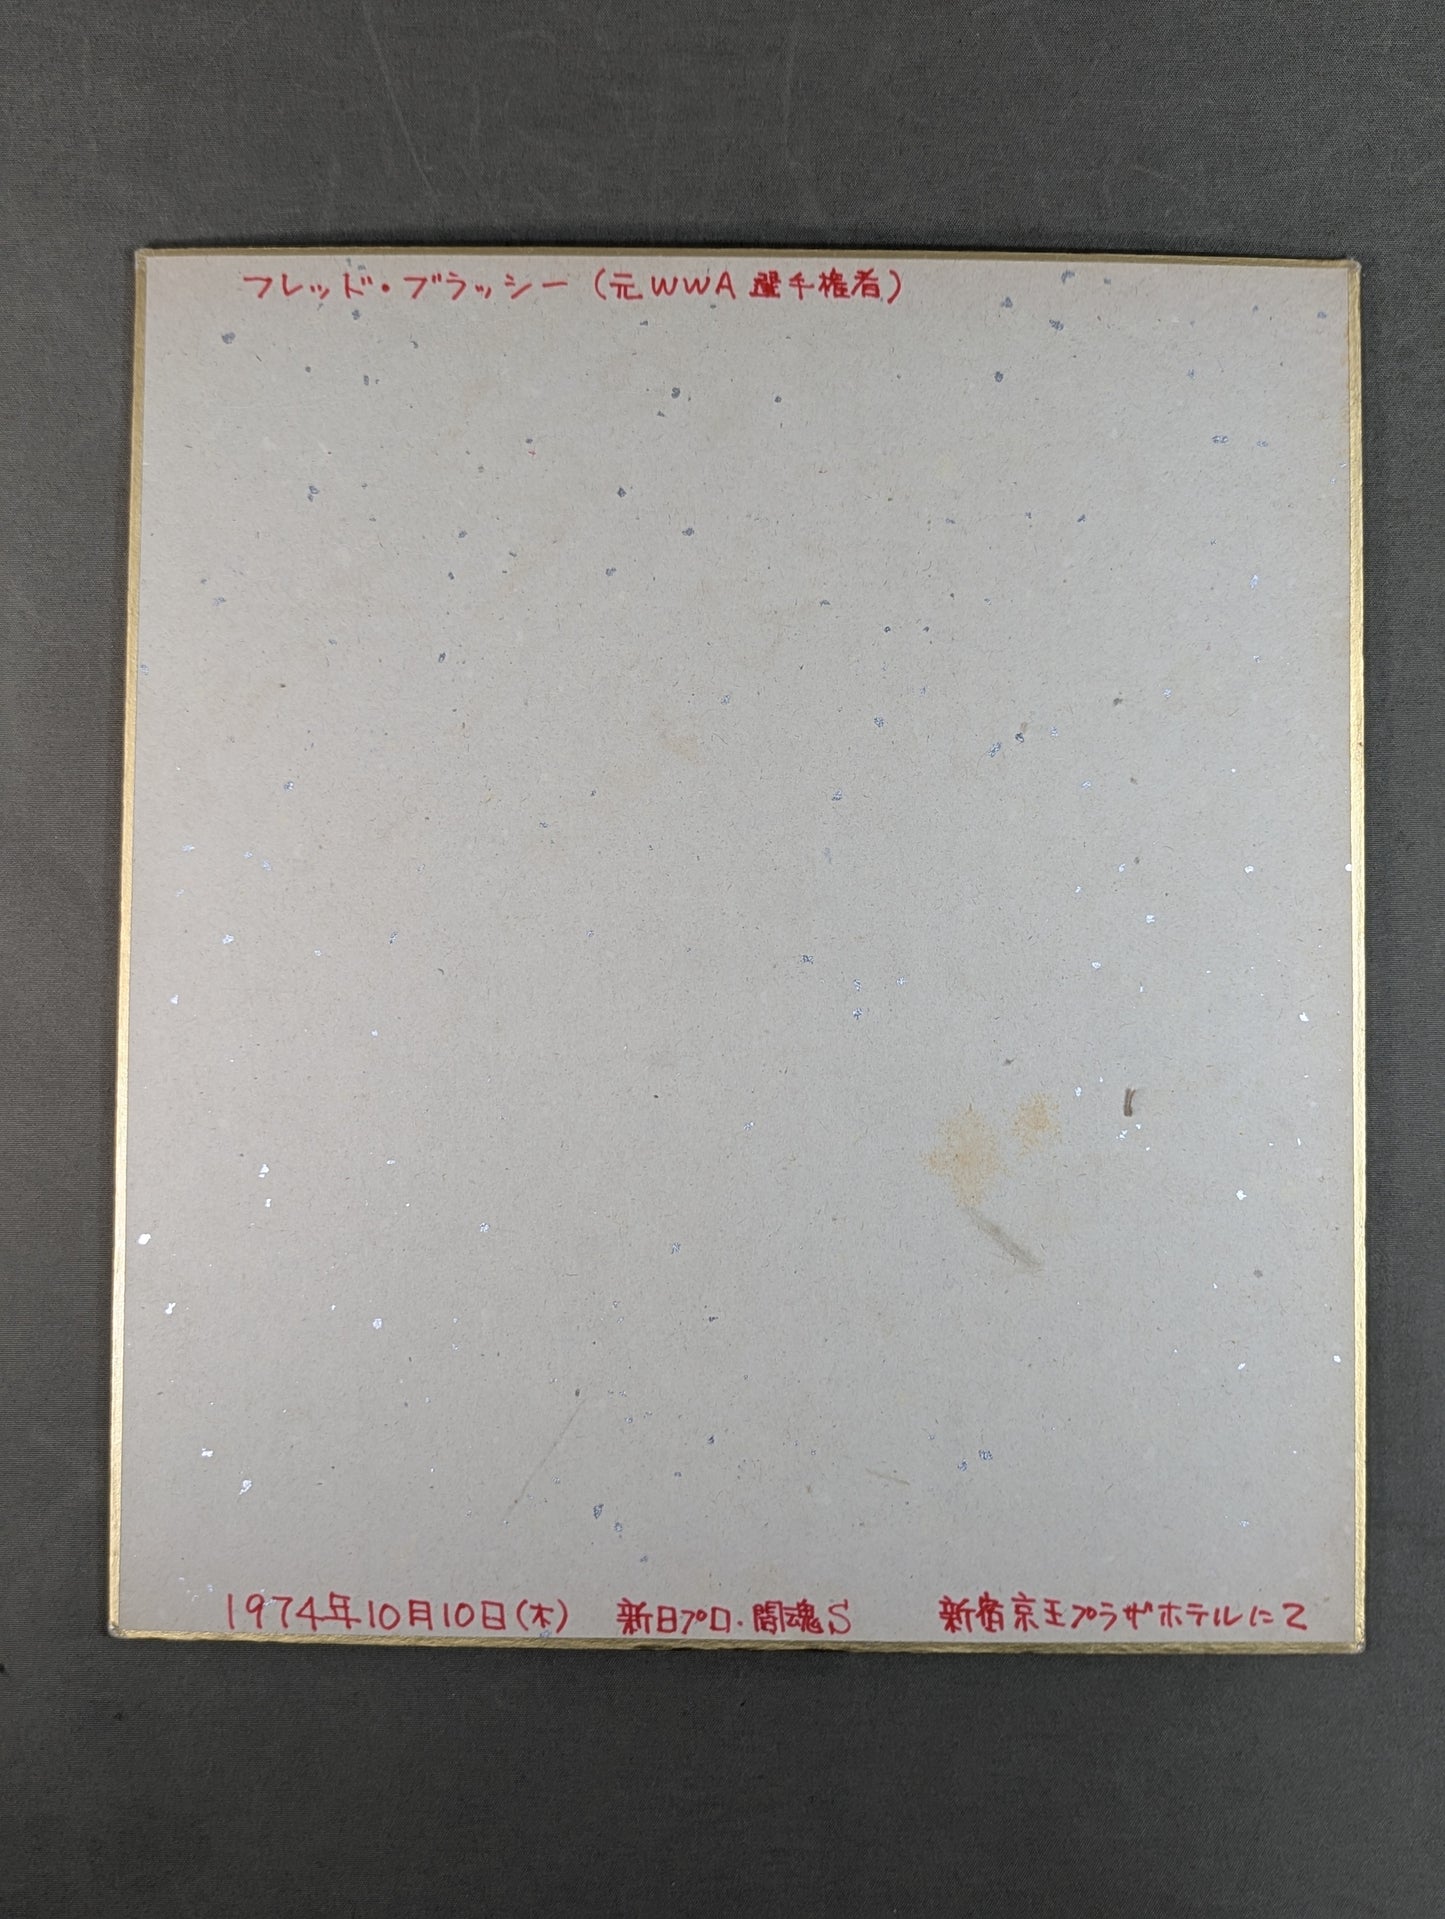 フレッド・ブラッシー（元WWA選手権者）
1974年10月10日(木) 新日プロ・闘魂S 新宿京王プラザホテルにて